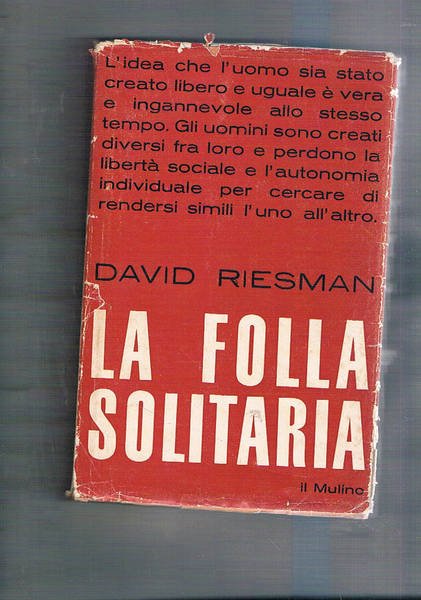 L'idea che l'uomo sia stato
creato libero e uguale è vera
e ingannevole allo stesso
tempo. Gli uomini sono creati
diversi fra loro e perdono la
libertà sociale e l'autonomia
individuale per cercare di
rendersi simili l'uno all'altro.
DAVID RIESMAN
LA FOLLA
SOLITARIA
il Mulino